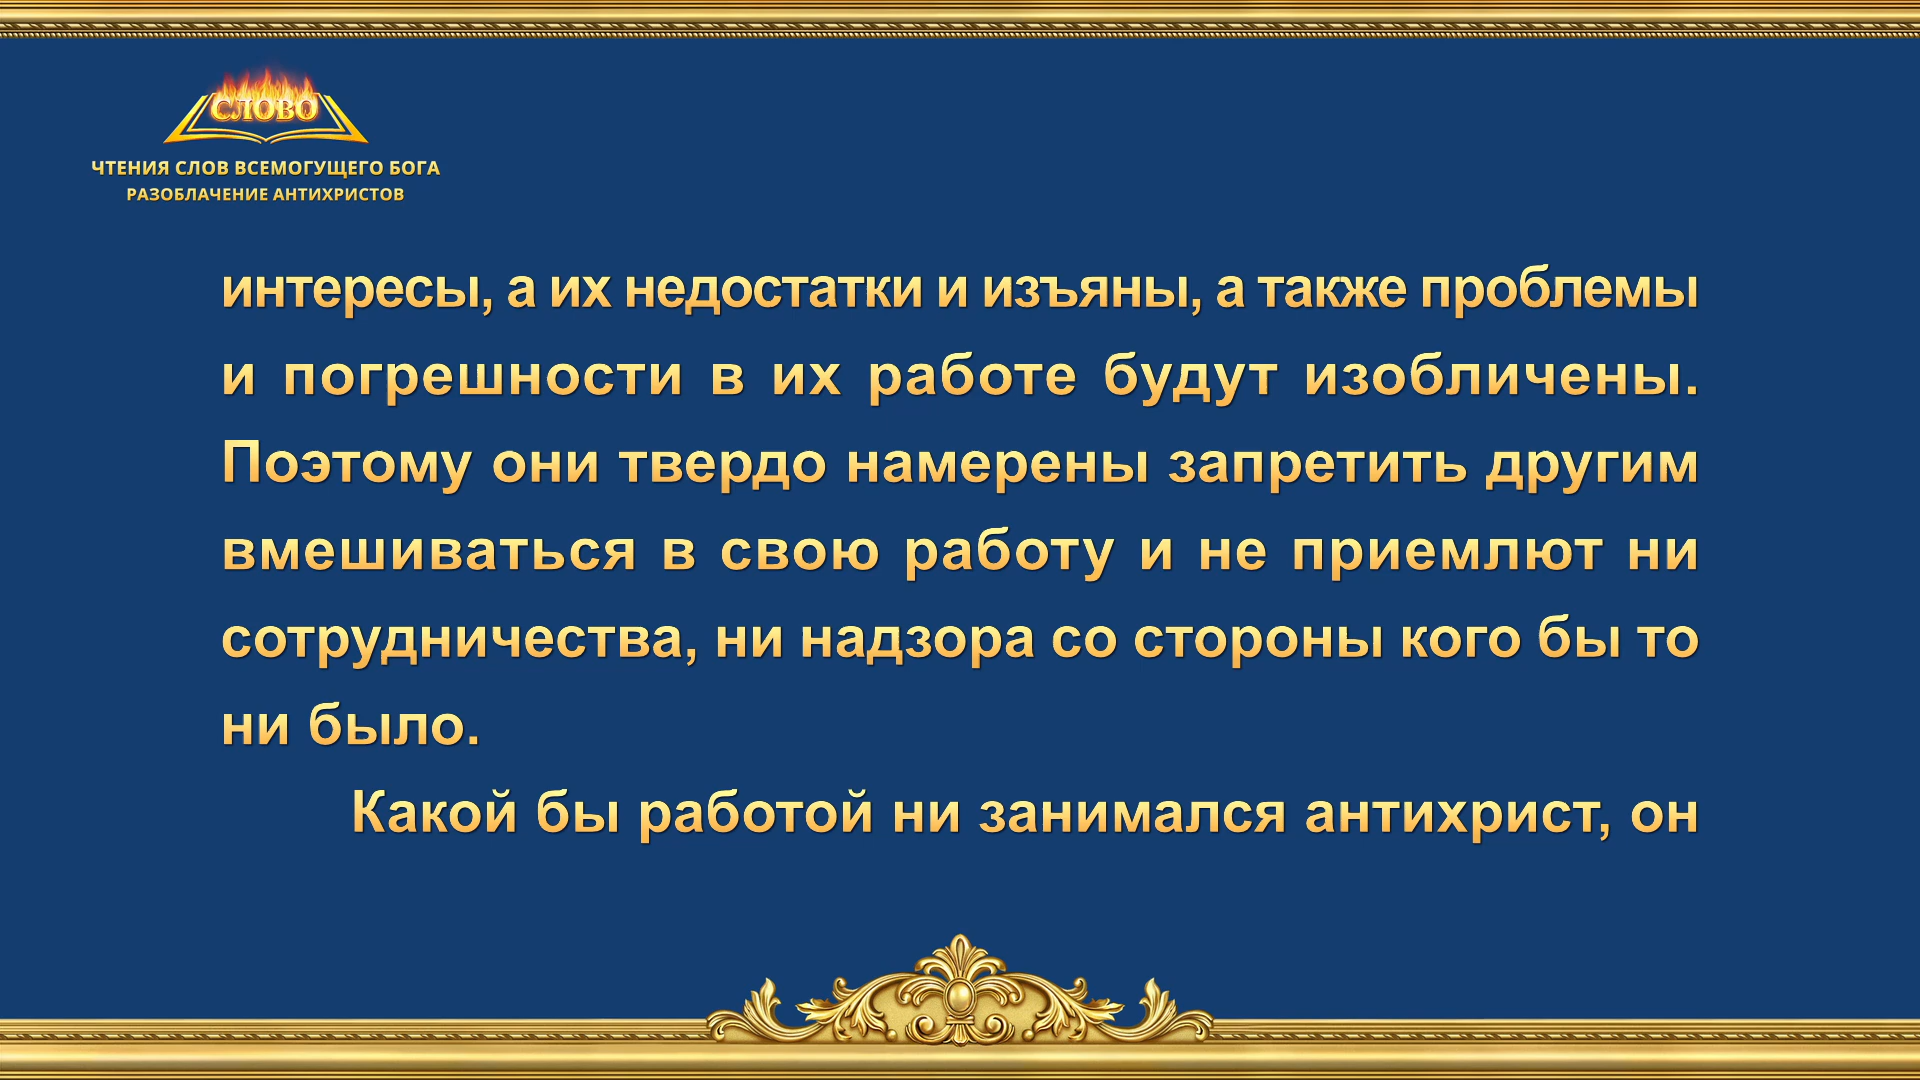 СЛОВО
ЧТЕНИЯ СЛОВ ВСЕМОГУЩЕГО БОГА
РАЗОБЛАЧЕНИЕ АНТИХРИСТОВ
интересы, а их недостатки и изъяны, а также проблемы
и погрешности в их работе будут изобличены.
Поэтому они твердо намерены запретить другим
вмешиваться в свою работу и не приемлют ни
сотрудничества, ни надзора со стороны кого бы то
ни было.
Какой бы работой ни занимался антихрист, он